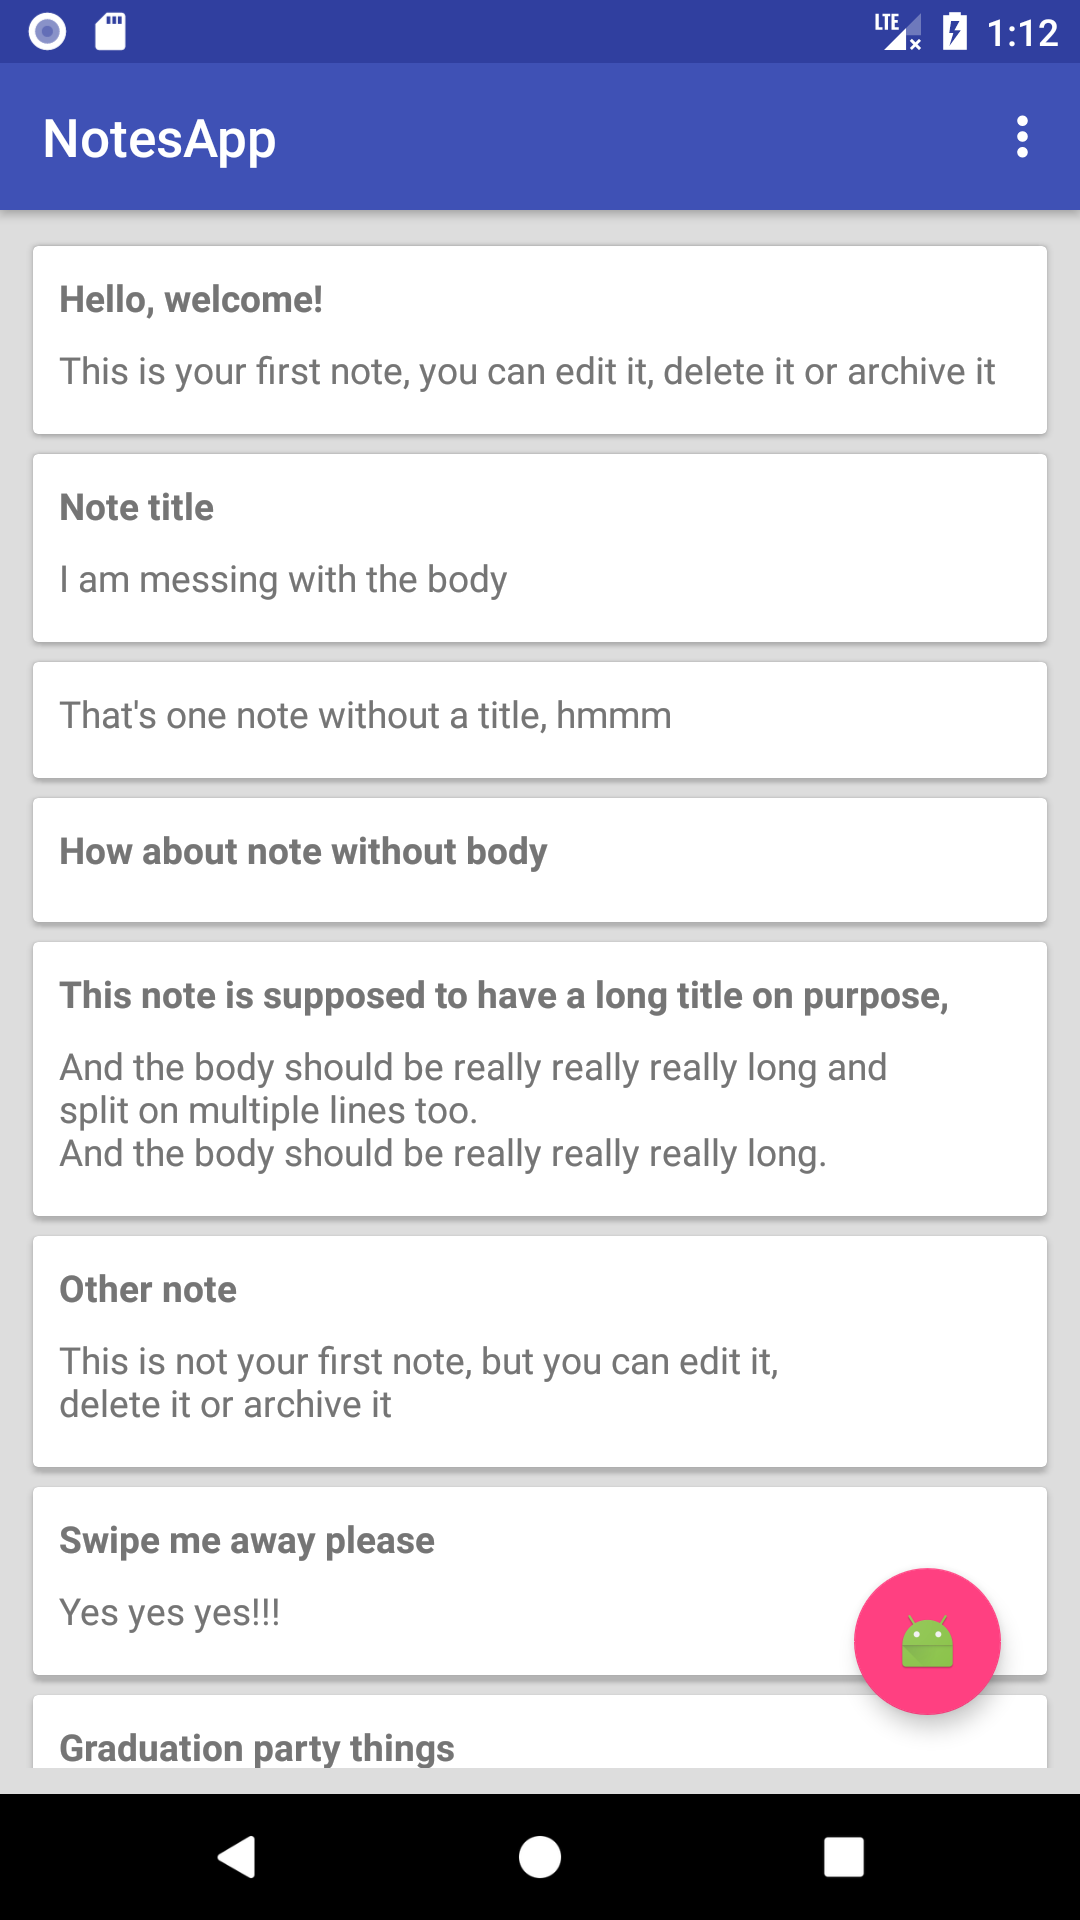 LTE 1:12
NotesApp
Hello, welcome!
This is your first note, you can edit it, delete it or archive it
Note title
I am messing with the body
That's one note without a title, hmmm
How about note without body
This note is supposed to have a long title on purpose,
And the body should be really really really long and
split on multiple lines too.
And the body should be really really really long.
Other note
This is not your first note, but you can edit it,
delete it or archive it
Swipe me away please
Yes yes yes!!!
Graduation party things